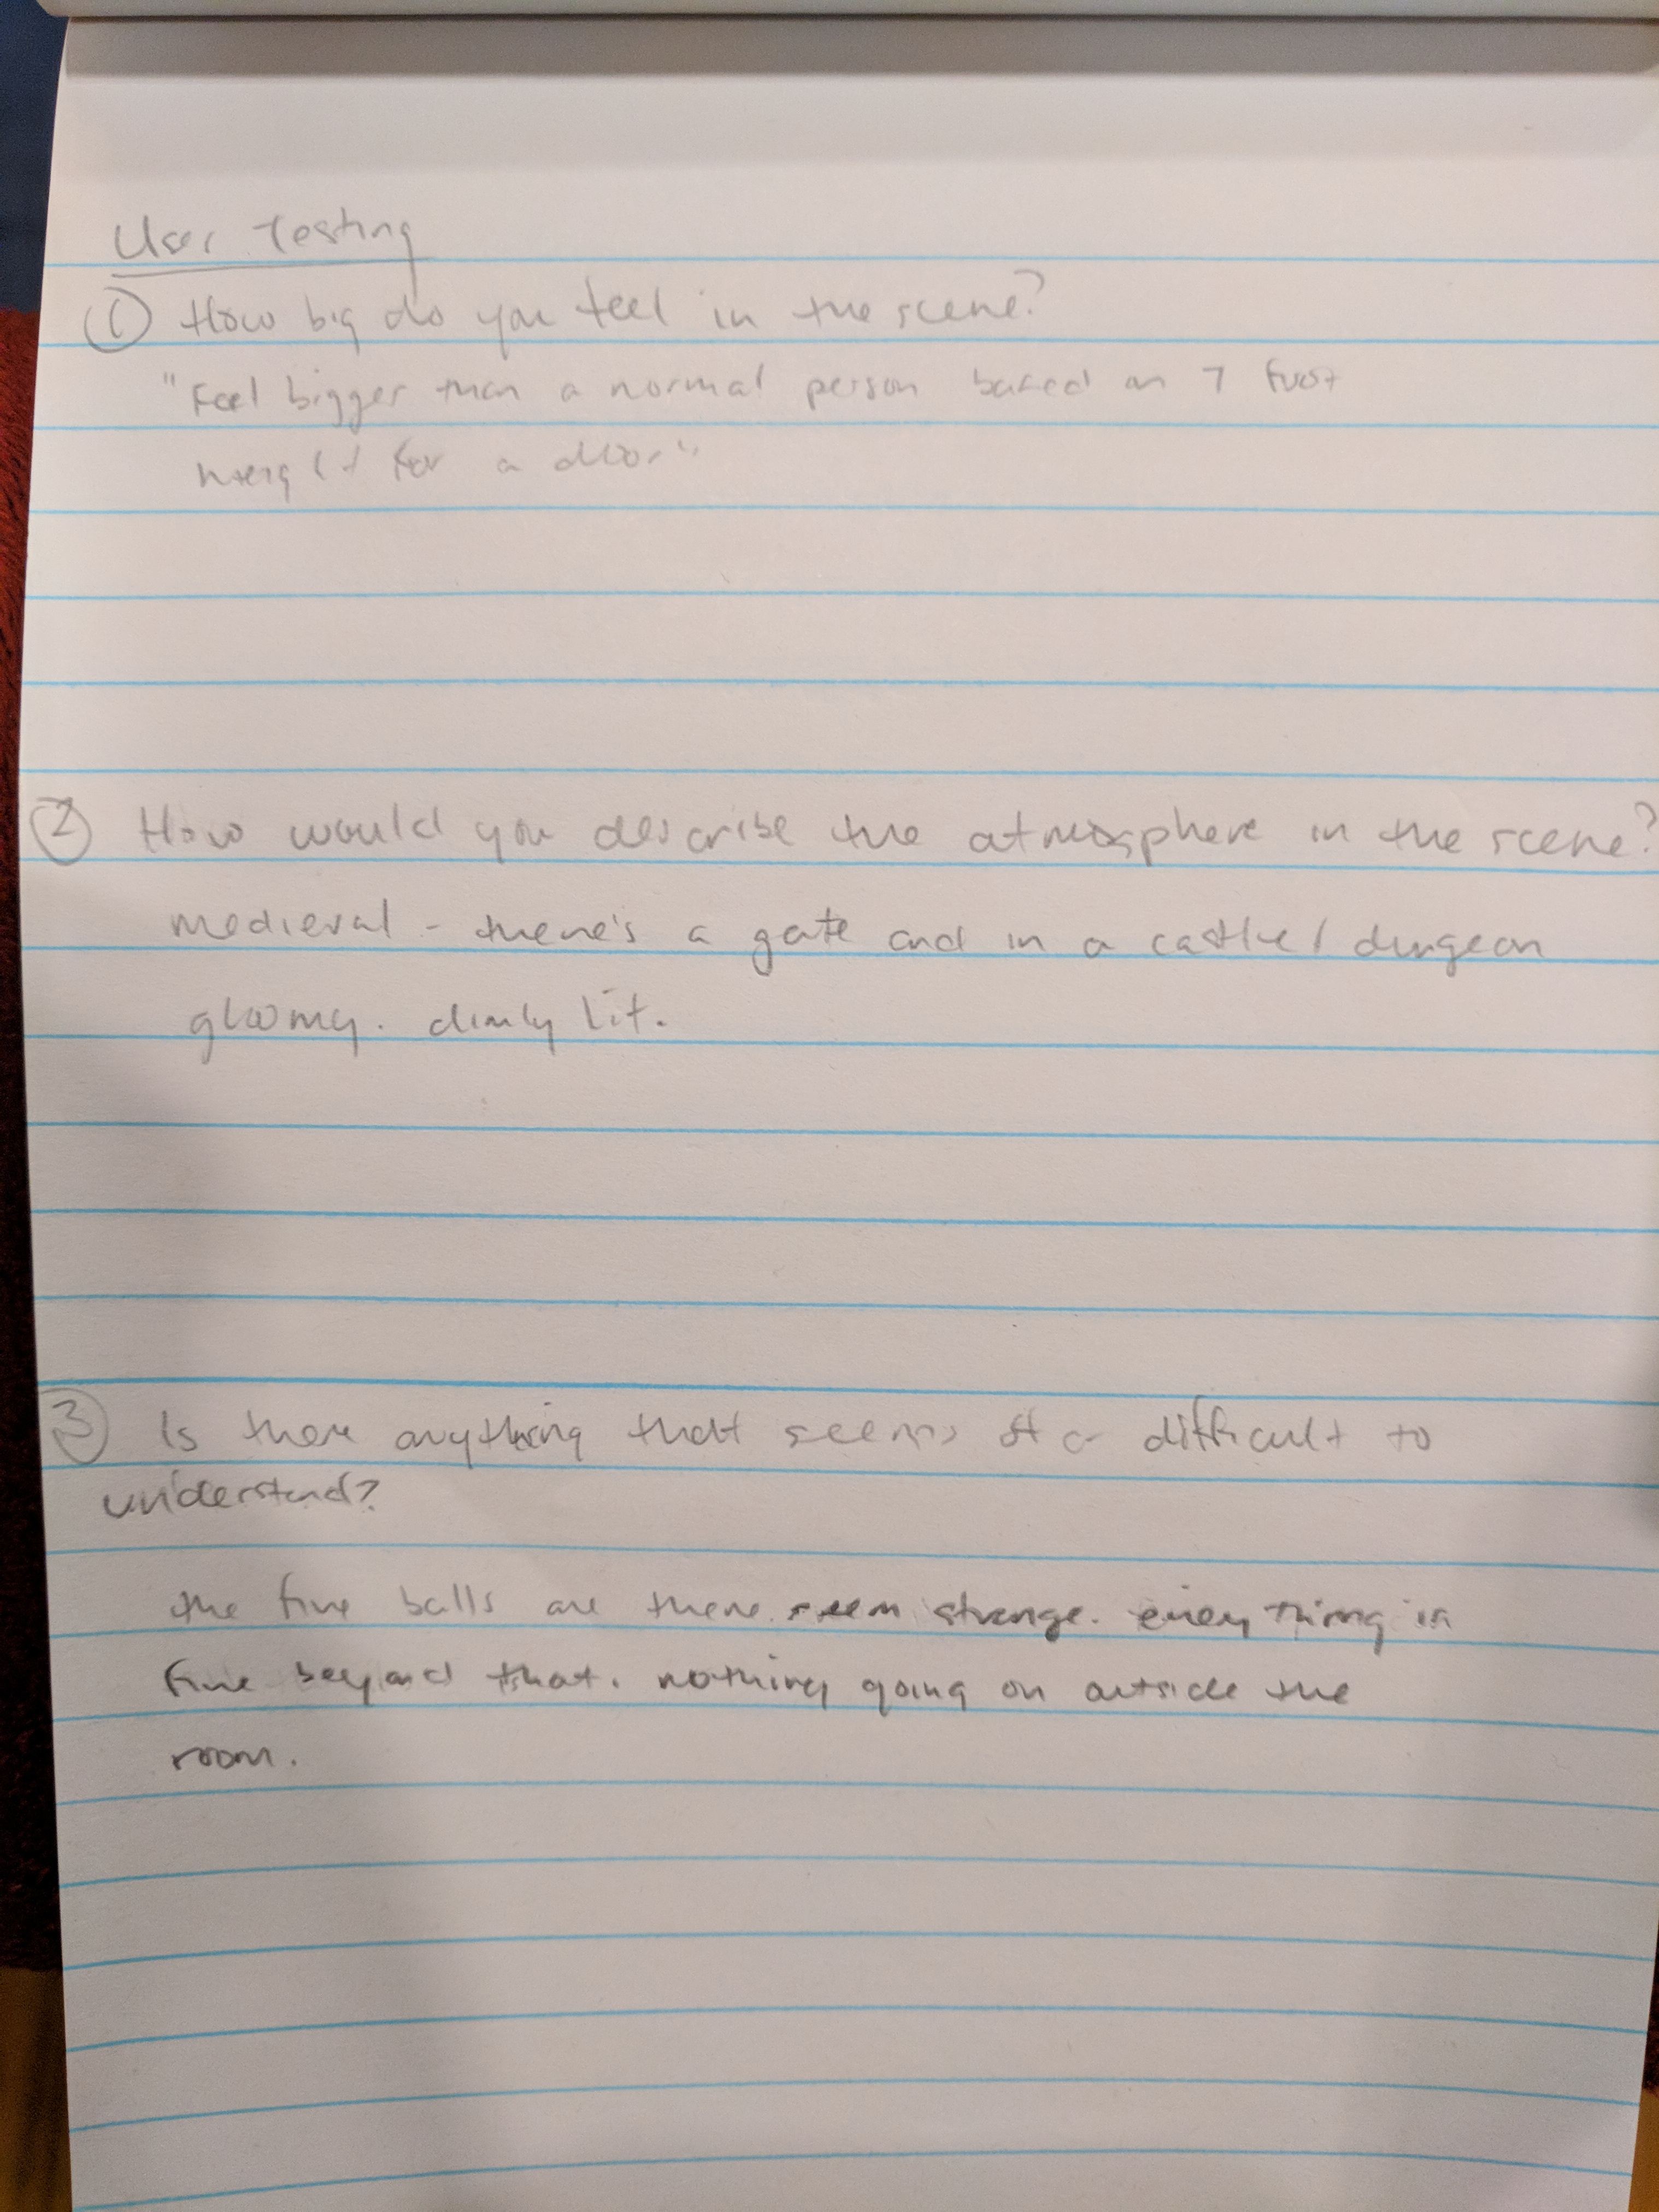 User Testing
① How big do you feel in the scene?
"Feel bigger than a normal person based on 7 foot
height for a door"
② How would you describe the atmosphere in the scene?
medieval - there's a gate and in a castle / dungeon
gloomy. dimly lit.
③ Is there anything that seems difficult to
understand?
the balls are there seem strange. everything is
fine beyond that. nothing going on outside the
room.